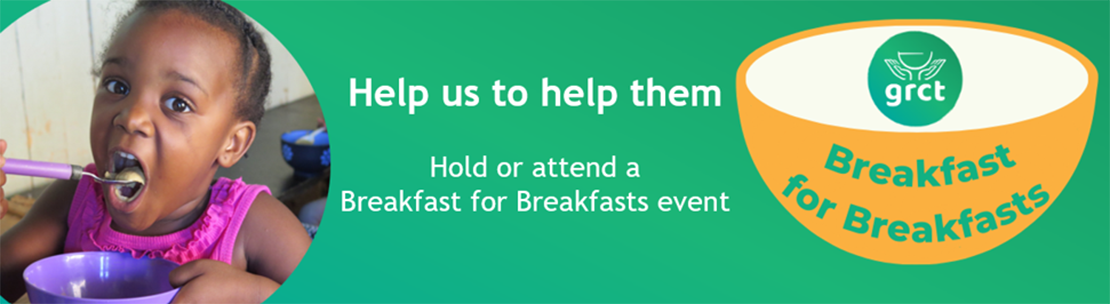 Help us to help them
Hold or attend a
Breakfast for Breakfasts event
grct
Breakfast
for Breakfasts